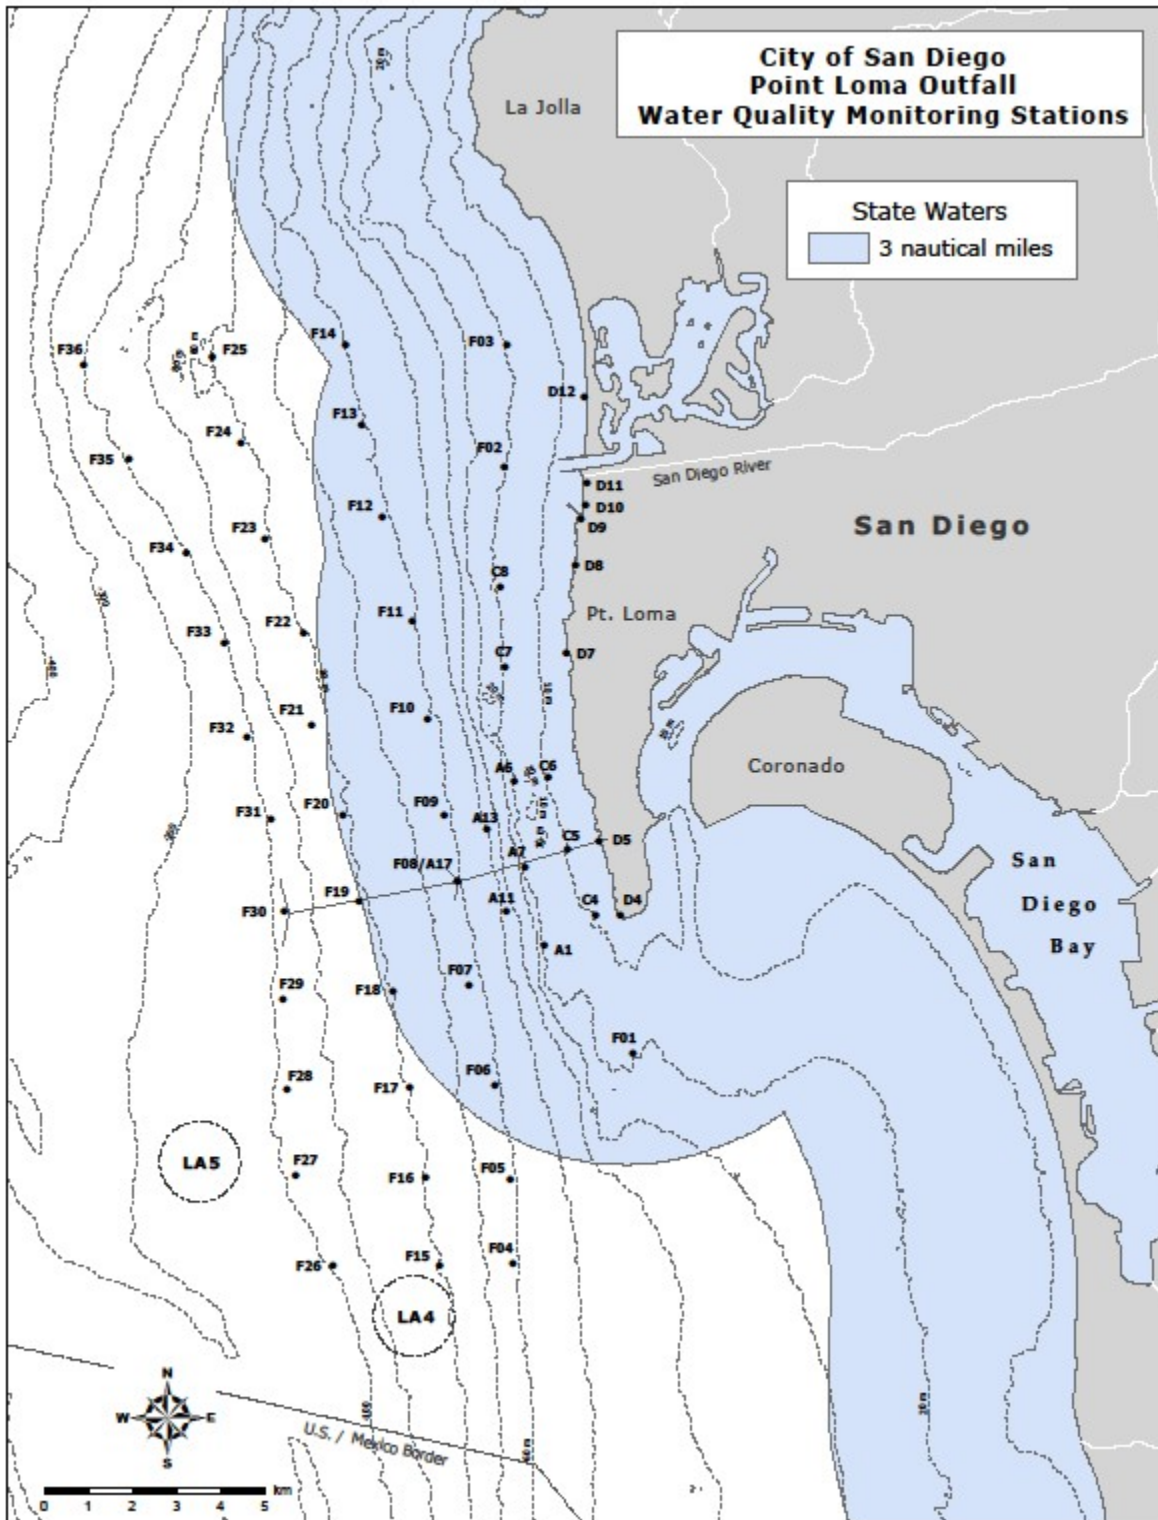 City of San Diego
Point Loma Outfall
Water Quality Monitoring Stations
La Jolla
State Waters
3 nautical miles
20 m
F14
F03
F36
F25
D12
F13
F24
F02
F35
San Diego River
D11
F12
D10
F23
D9
San Diego
F34
D8
C8
F11
Pt. Loma
F22
F33
C7
D7
F21
F10
F32
10 m
A6
C6
Coronado
F20
F09
F31
A13
10 m
C5
D5
A7
San
F08/A17
F19
F30
A11
C4
D4
Diego
A1
Bay
F29
F07
F18
F01
F28
F17
F06
LA5
F27
F16
F05
F26
F15
F04
LA4
N
W
E
S
U.S. / Mexico Border
20 m
km
0
1
2
3
4
5